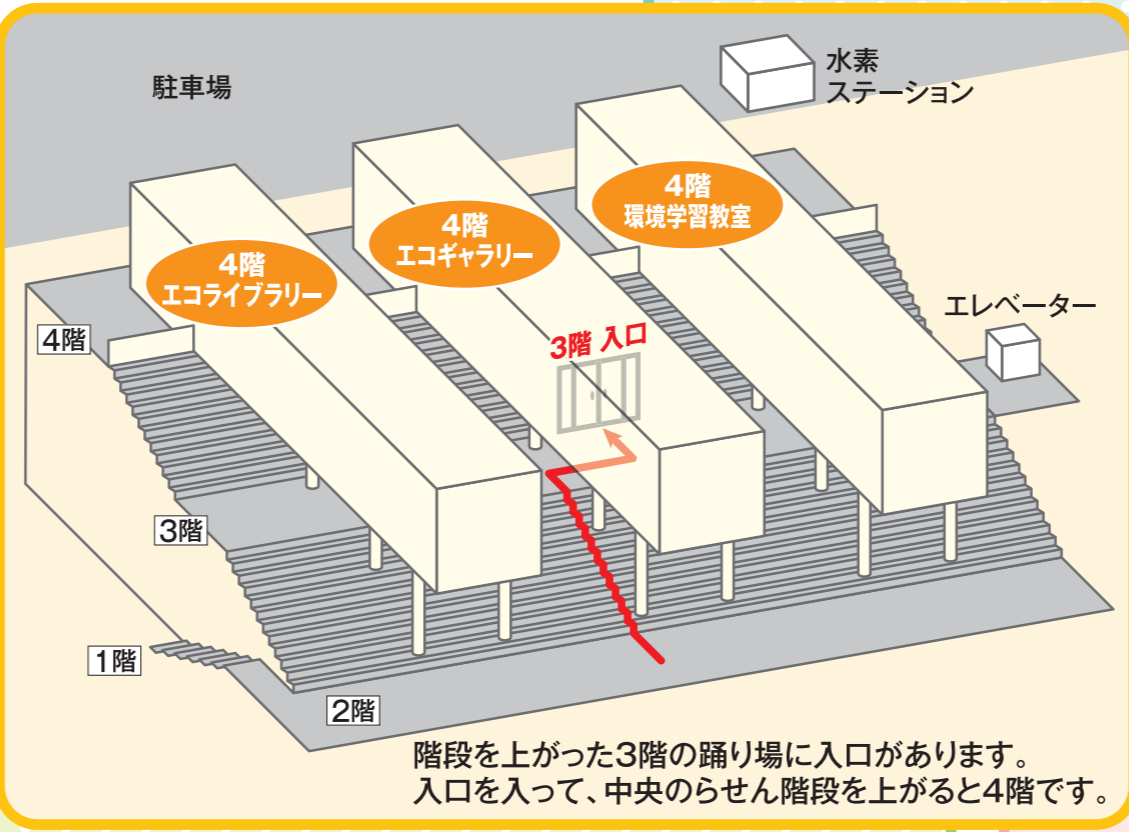 駐車場
水素
ステーション
4階
環境学習教室
4階
エコギャラリー
4階
エコライブラリー
エレベーター
4階
3階 入口
3階
1階
2階
階段を上がった3階の踊り場に入口があります。
入口を入って、中央のらせん階段を上がると4階です。